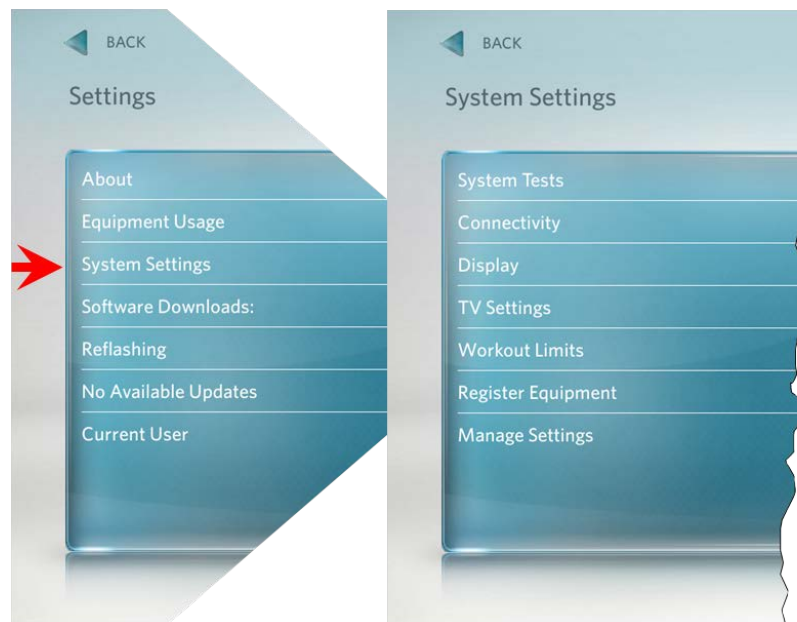 BACK
Settings
About
Equipment Usage
System Settings
Software Downloads:
Reflashing
No Available Updates
Current User
BACK
System Settings
System Tests
Connectivity
Display
TV Settings
Workout Limits
Register Equipment
Manage Settings